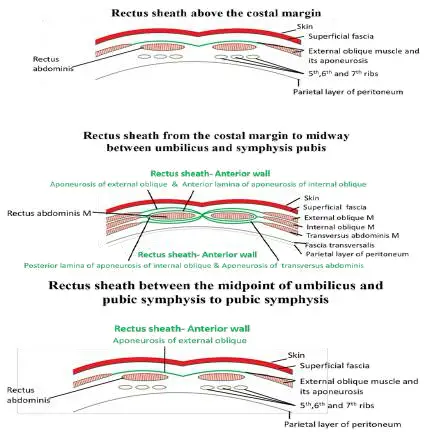 Rectus sheath above the costal margin
Skin
Superficial fascia
External oblique muscle and
its aponeurosis
Rectus
abdominis
5th,6th and 7th ribs
Parietal layer of peritoneum
Rectus sheath from the costal margin to midway
between umbilicus and symphysis pubis
Rectus sheath- Anterior wall
Aponeurosis of external oblique & Anterior lamina of aponeurosis of internal oblique
Skin
Superficial fascia
Rectus abdominis M
External oblique M
Internal oblique M
Transversus abdominis M
Fascia transversalis
Parietal layer of peritoneum
Rectus sheath- Anterior wall
Posterior lamina of aponeurosis of internal oblique & Aponeurosis of transversus abdominis
Rectus sheath between the midpoint of umbilicus and
pubic symphysis to pubic symphysis
Rectus sheath- Anterior wall
Aponeurosis of external oblique
Skin
Superficial fascia
External oblique muscle and
its aponeurosis
Rectus
abdominis
5th,6th and 7th ribs
Parietal layer of peritoneum